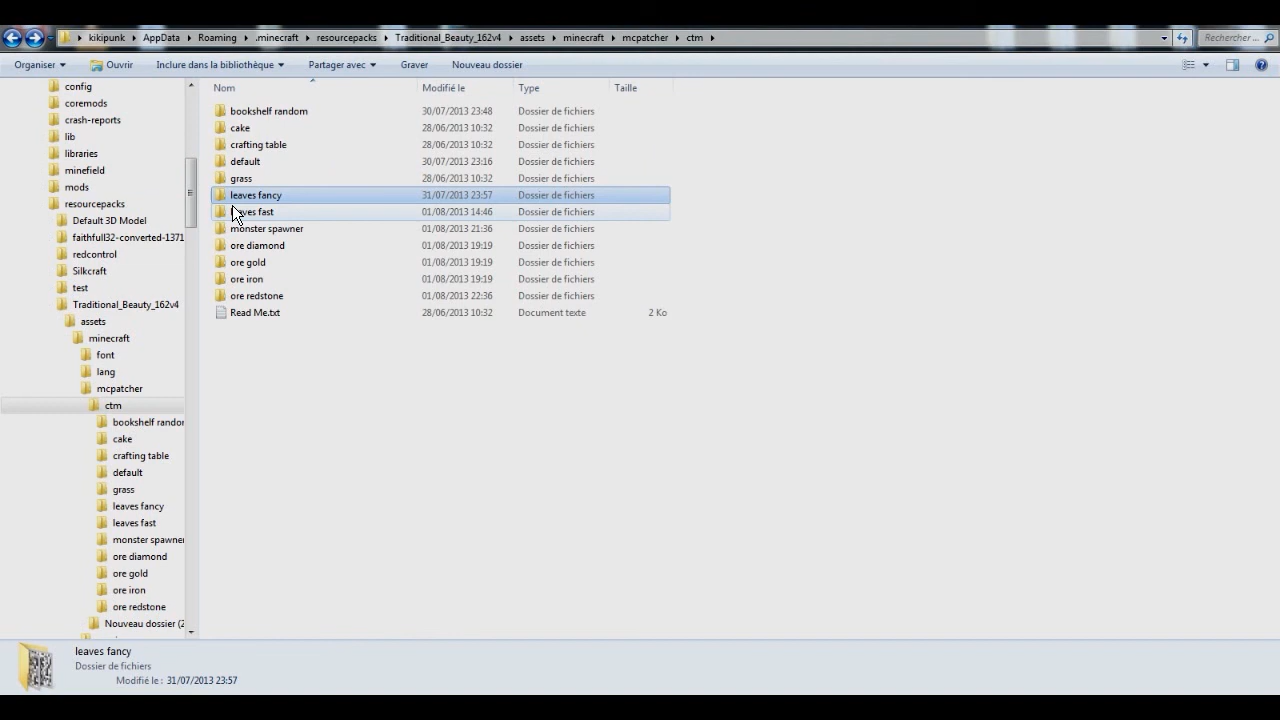 kikipunk AppData Roaming .minecraft resourcepacks Traditional_Beauty_162v4 assets minecraft mcpatcher ctm Rechercher ...
Organiser Ouvrir Inclure dans la bibliothèque Partager avec Graver Nouveau dossier
config
coremods
crash-reports
lib
libraries
minefield
mods
resourcepacks
Default 3D Model
faithfull32-converted-1371
redcontrol
Silkcraft
test
Traditional_Beauty_162v4
assets
minecraft
font
lang
mcpatcher
ctm
bookshelf randor
cake
crafting table
default
grass
leaves fancy
leaves fast
monster spawner
ore diamond
ore gold
ore iron
ore redstone
Nouveau dossier (2
Nom Modifié le Type Taille
bookshelf random 30/07/2013 23:48 Dossier de fichiers
cake 28/06/2013 10:32 Dossier de fichiers
crafting table 28/06/2013 10:32 Dossier de fichiers
default 30/07/2013 23:16 Dossier de fichiers
grass 28/06/2013 10:32 Dossier de fichiers
leaves fancy 31/07/2013 23:57 Dossier de fichiers
leaves fast 01/08/2013 14:46 Dossier de fichiers
monster spawner 01/08/2013 21:36 Dossier de fichiers
ore diamond 01/08/2013 19:19 Dossier de fichiers
ore gold 01/08/2013 19:19 Dossier de fichiers
ore iron 01/08/2013 19:19 Dossier de fichiers
ore redstone 01/08/2013 22:36 Dossier de fichiers
Read Me.txt 28/06/2013 10:32 Document texte 2 Ko
leaves fancy
Dossier de fichiers
Modifié le : 31/07/2013 23:57